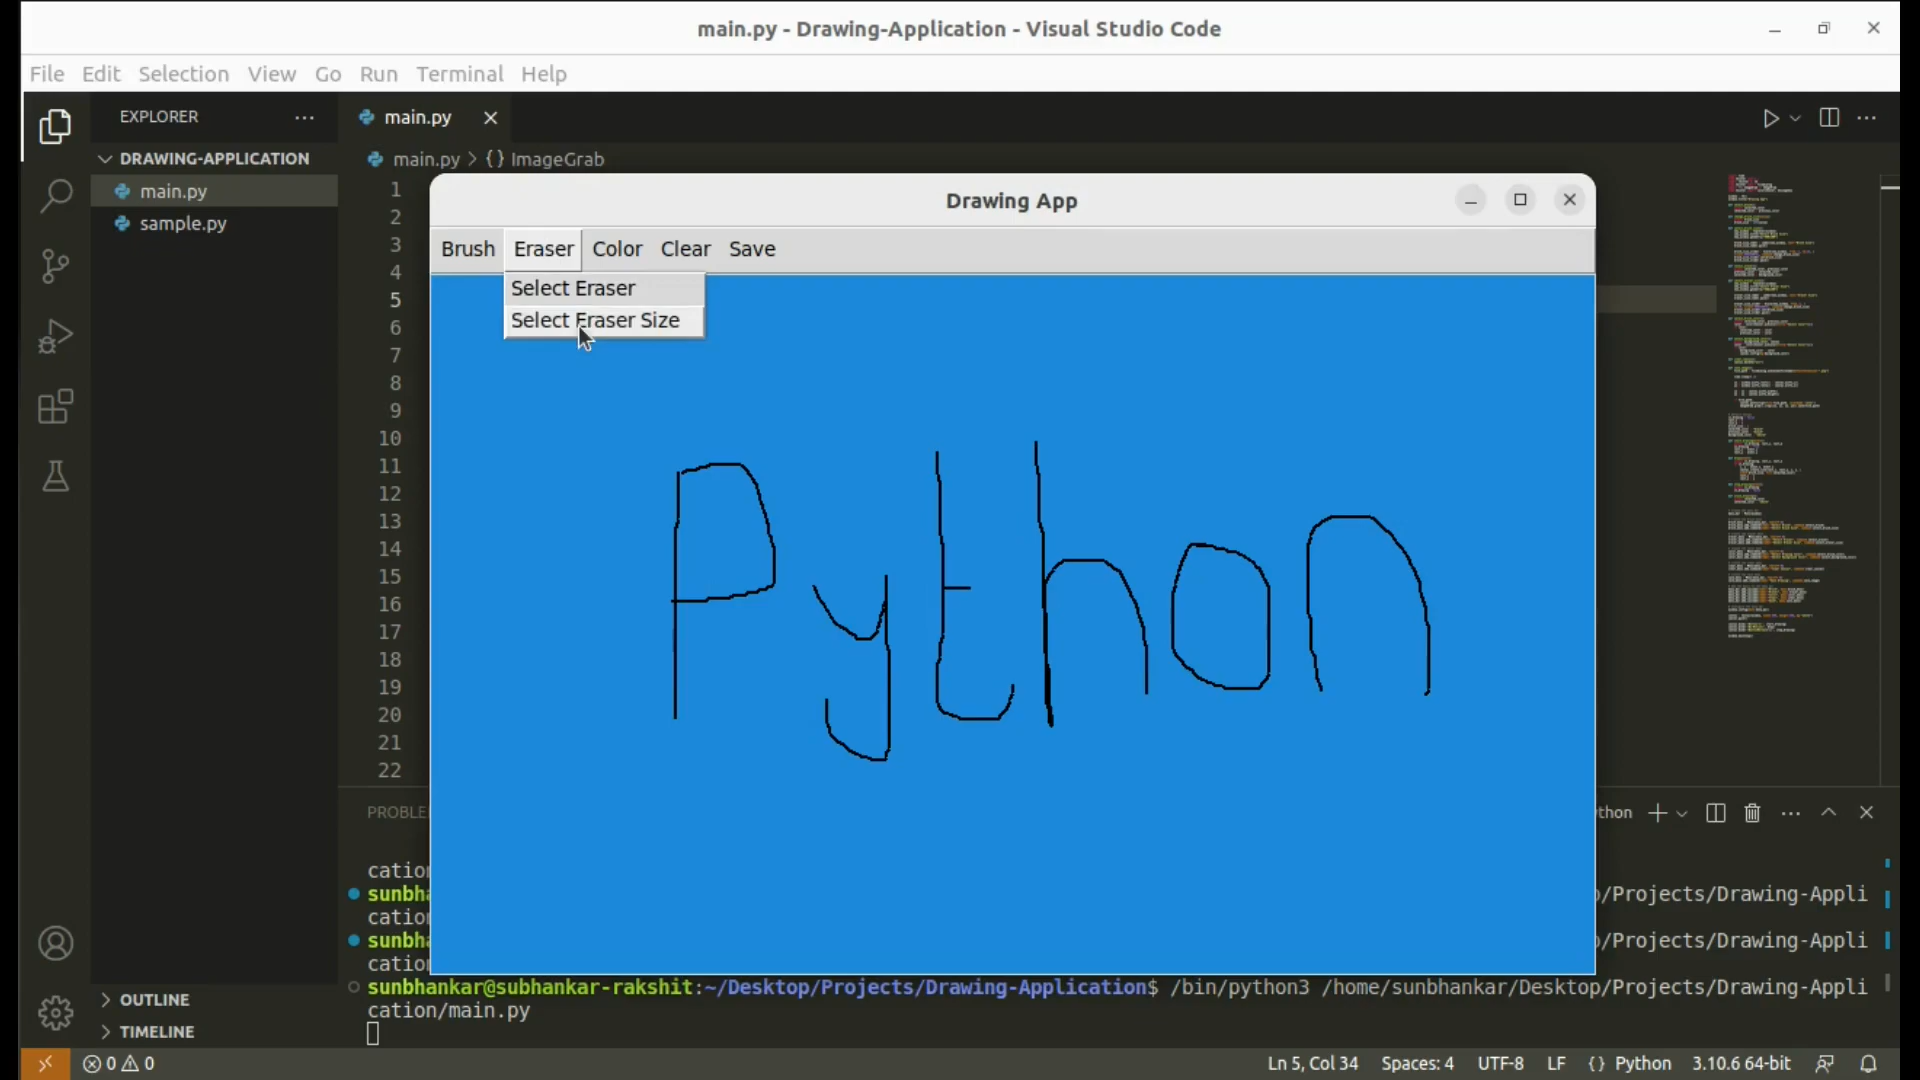 main.py - Drawing-Application - Visual Studio Code
File Edit Selection View Go Run Terminal Help
EXPLORER
main.py
DRAWING-APPLICATION
main.py > {} ImageGrab
main.py
sample.py
1
2
3
4
5
6
7
8
9
10
11
12
13
14
15
16
17
18
19
20
21
22
Drawing App
Brush Eraser Color Clear Save
Select Eraser
Select Eraser Size
Python
PROBLE
thon
catio
sunbh
/Projects/Drawing-Appli
catio
sunbh
/Projects/Drawing-Appli
catio
sunbhankar@subhankar-rakshit:~/Desktop/Projects/Drawing-Application$ /bin/python3 /home/sunbhankar/Desktop/Projects/Drawing-Appli
cation/main.py
OUTLINE
TIMELINE
0 0
Ln 5, Col 34 Spaces: 4 UTF-8 LF {} Python 3.10.6 64-bit